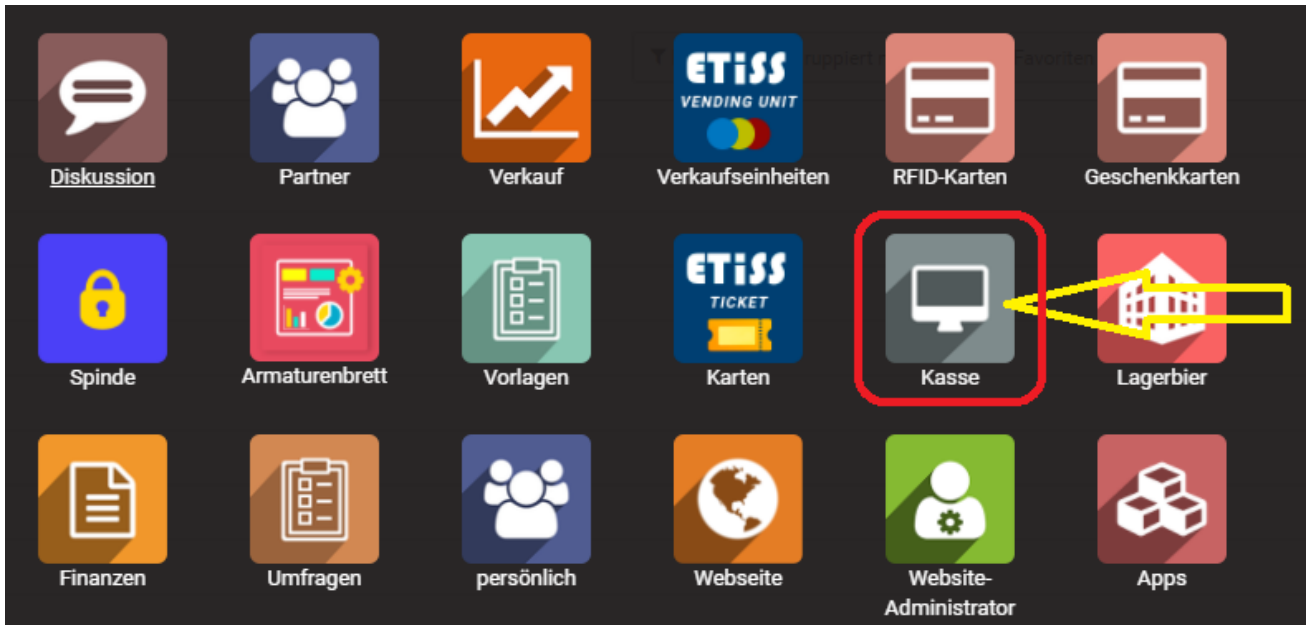 ETiSS
VENDING UNIT
Diskussion
Partner
Verkauf
Verkaufseinheiten
RFID-Karten
Geschenkkarten
ETiSS
TICKET
Spinde
Armaturenbrett
Vorlagen
Karten
Kasse
Lagerbier
Finanzen
Umfragen
persönlich
Webseite
Website-
Administrator
Apps